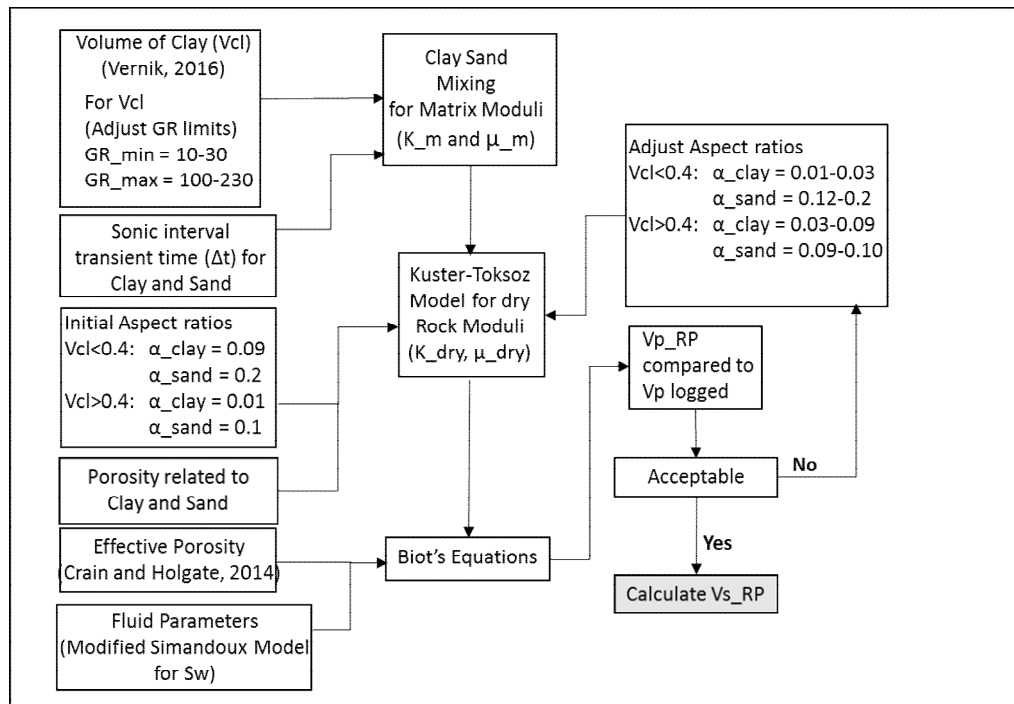 Volume of Clay (Vcl)
(Vernik, 2016)
For Vcl
(Adjust GR limits)
GR_min = 10-30
GR_max = 100-230
Sonic interval
transient time (Δt) for
Clay and Sand
Initial Aspect ratios
Vcl<0.4: α_clay = 0.09
α_sand = 0.2
Vcl>0.4: α_clay = 0.01
α_sand = 0.1
Porosity related to
Clay and Sand
Effective Porosity
(Crain and Holgate, 2014)
Fluid Parameters
(Modified Simandoux Model
for Sw)
Clay Sand
Mixing
for Matrix Moduli
(K_m and μ_m)
Kuster-Toksoz
Model for dry
Rock Moduli
(K_dry, μ_dry)
Biot's Equations
Adjust Aspect ratios
Vcl<0.4: α_clay = 0.01-0.03
α_sand = 0.12-0.2
Vcl>0.4: α_clay = 0.03-0.09
α_sand = 0.09-0.10
Vp_RP
compared to
Vp logged
Acceptable
No
Yes
Calculate Vs_RP